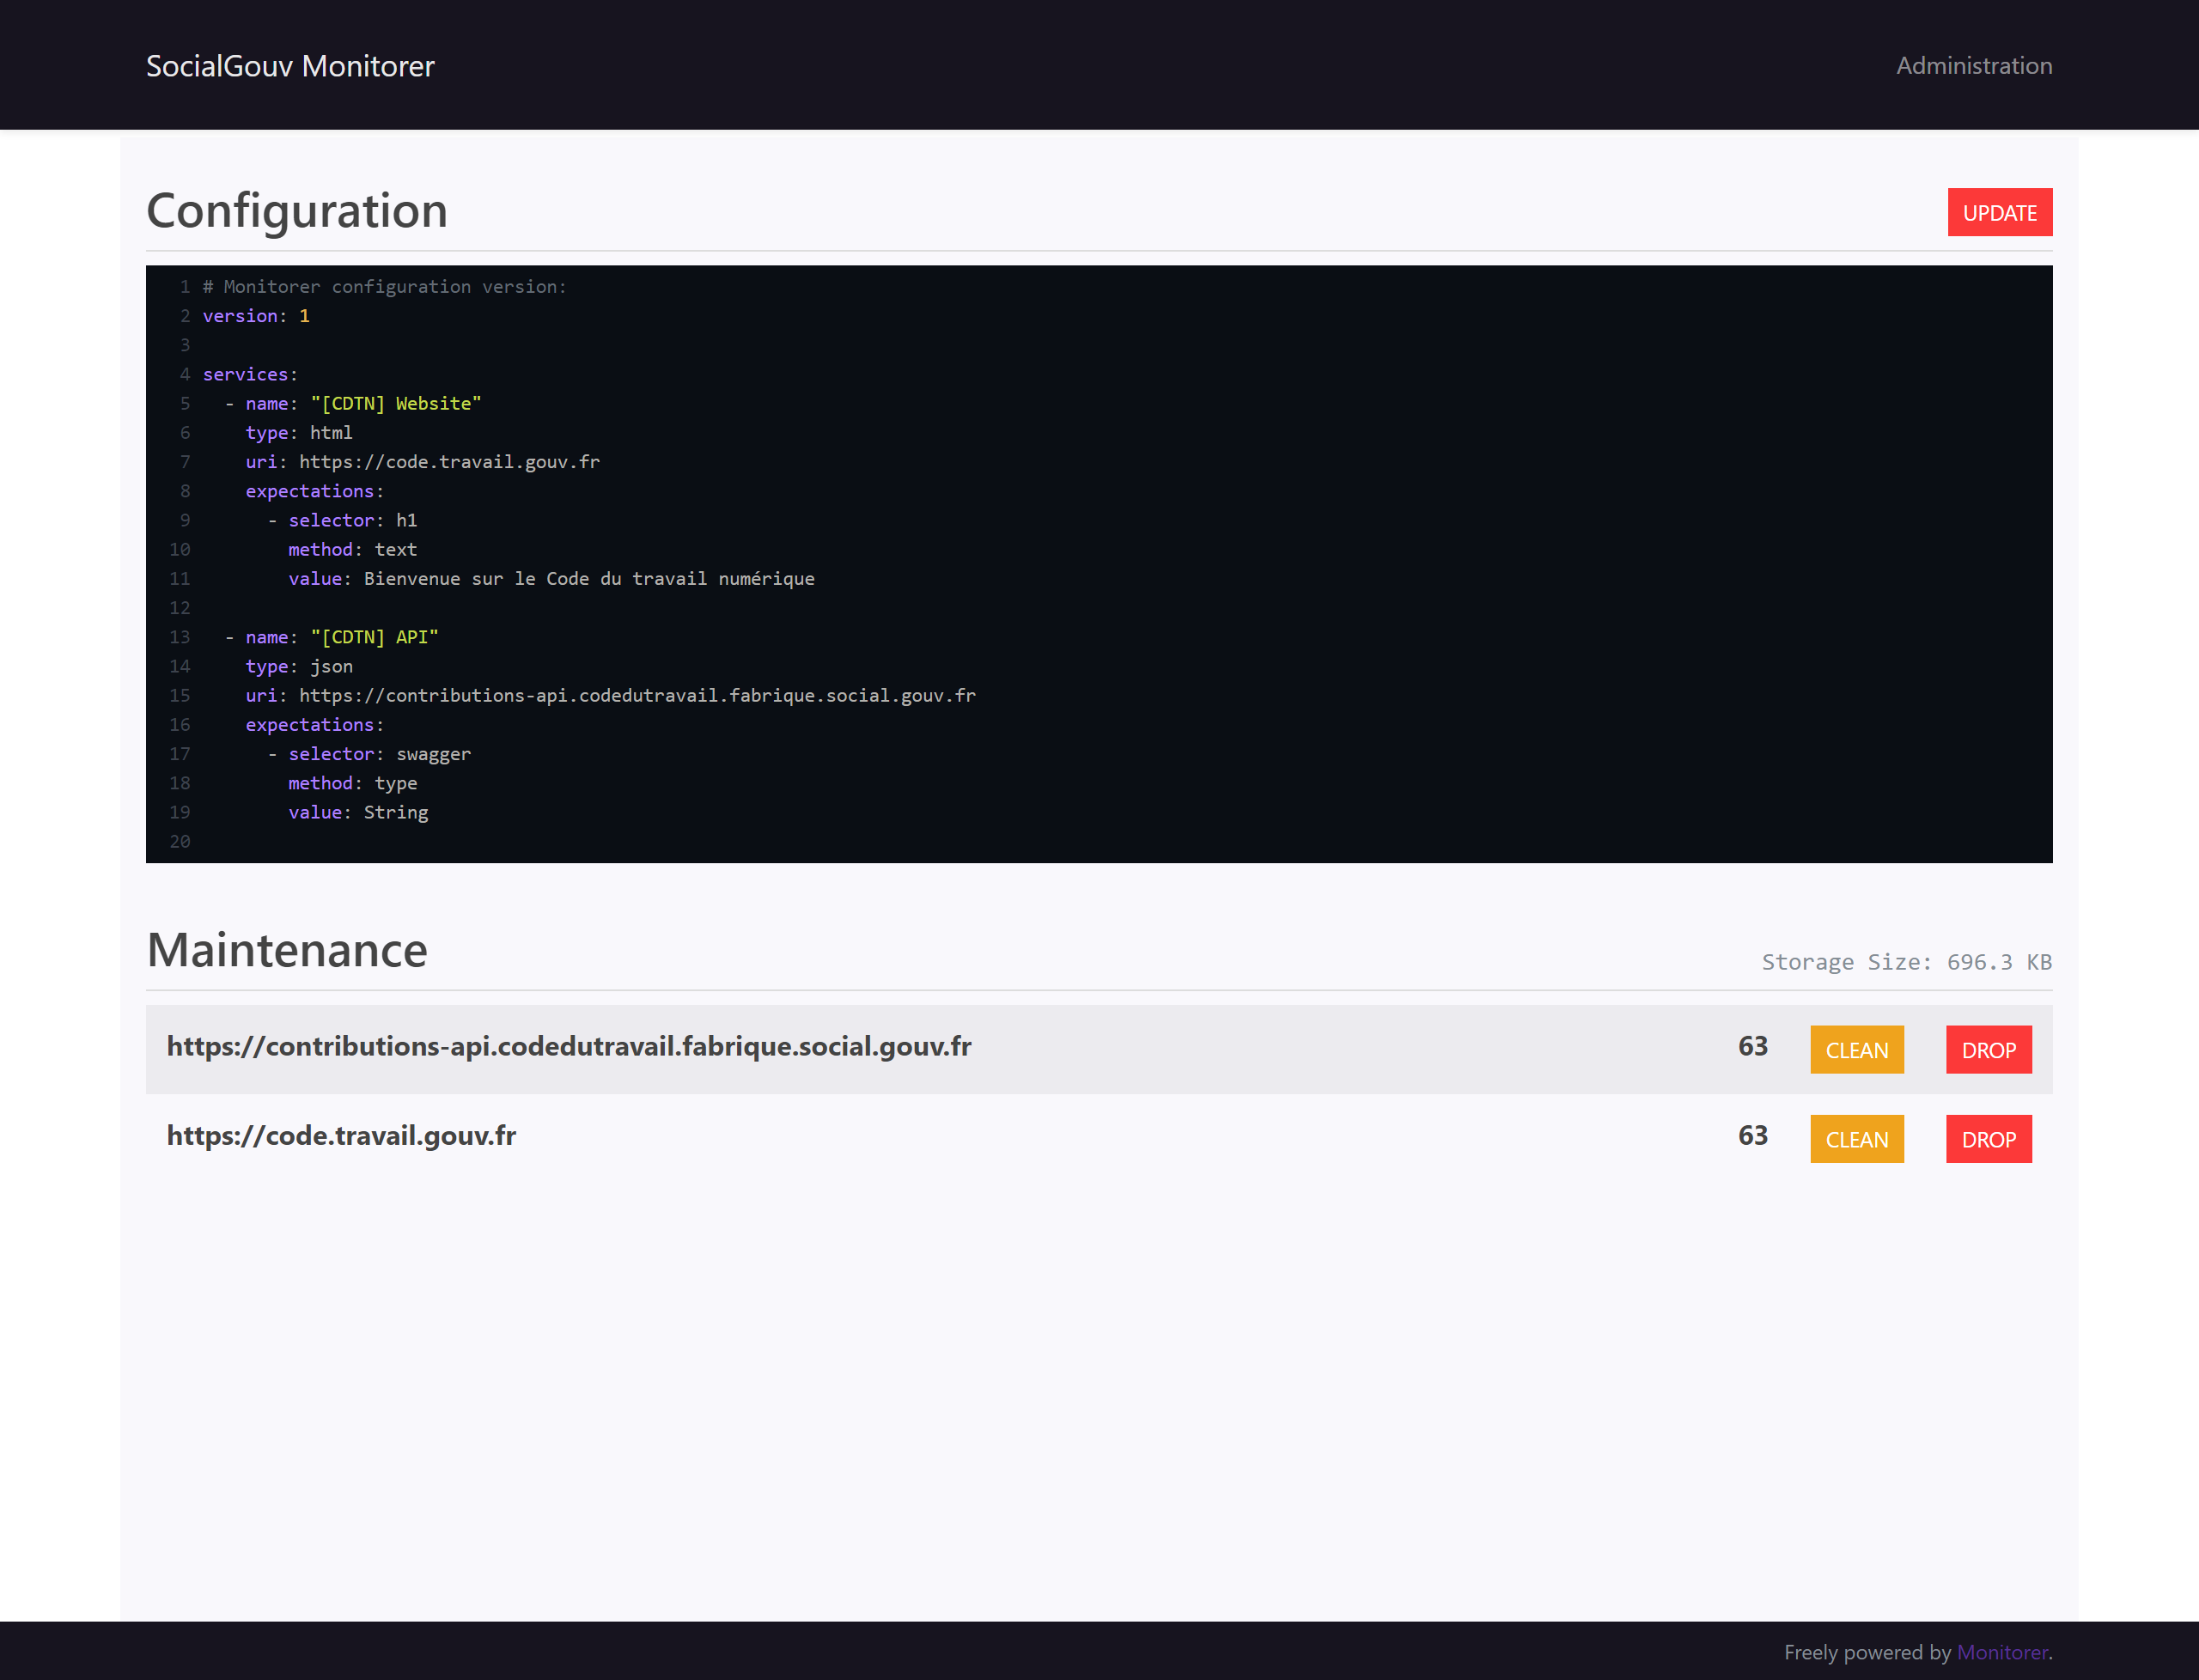 SocialGouv Monitorer
Administration
Configuration
UPDATE
1 # Monitorer configuration version:
2 version: 1
3
4 services:
5   - name: "[CDTN] Website"
6     type: html
7     uri: https://code.travail.gouv.fr
8     expectations:
9       - selector: h1
10         method: text
11         value: Bienvenue sur le Code du travail numérique
12
13   - name: "[CDTN] API"
14     type: json
15     uri: https://contributions-api.codedutravail.fabrique.social.gouv.fr
16     expectations:
17       - selector: swagger
18         method: type
19         value: String
20
Maintenance
Storage Size: 696.3 KB
https://contributions-api.codedutravail.fabrique.social.gouv.fr 63 CLEAN DROP
https://code.travail.gouv.fr 63 CLEAN DROP
Freely powered by Monitorer.